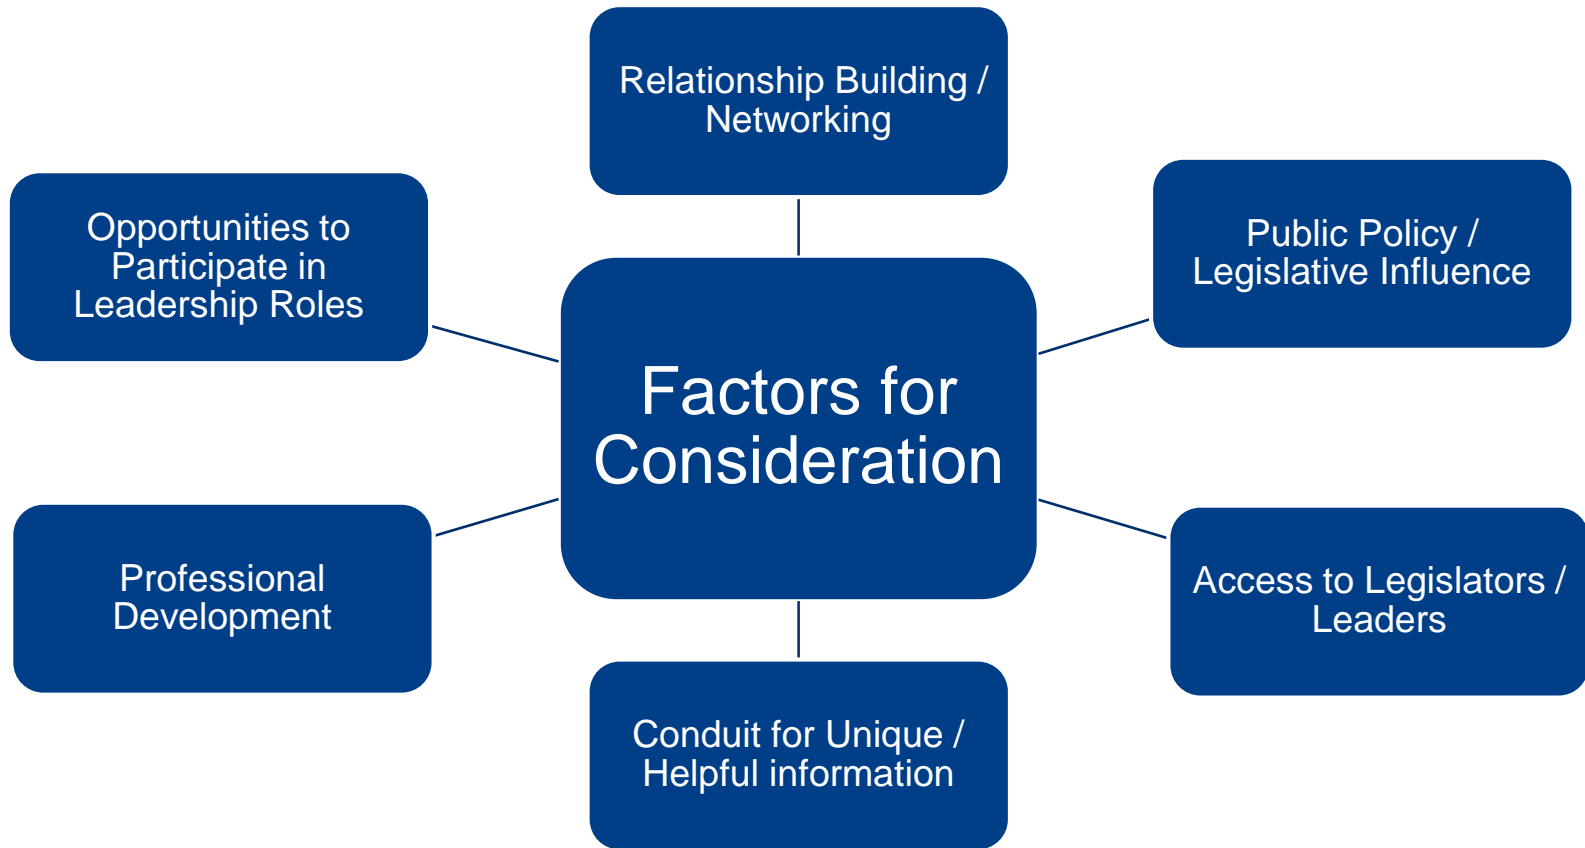 Relationship Building /
Networking
Opportunities to
Participate in
Leadership Roles
Public Policy /
Legislative Influence
Factors for
Consideration
Professional
Development
Access to Legislators /
Leaders
Conduit for Unique /
Helpful information